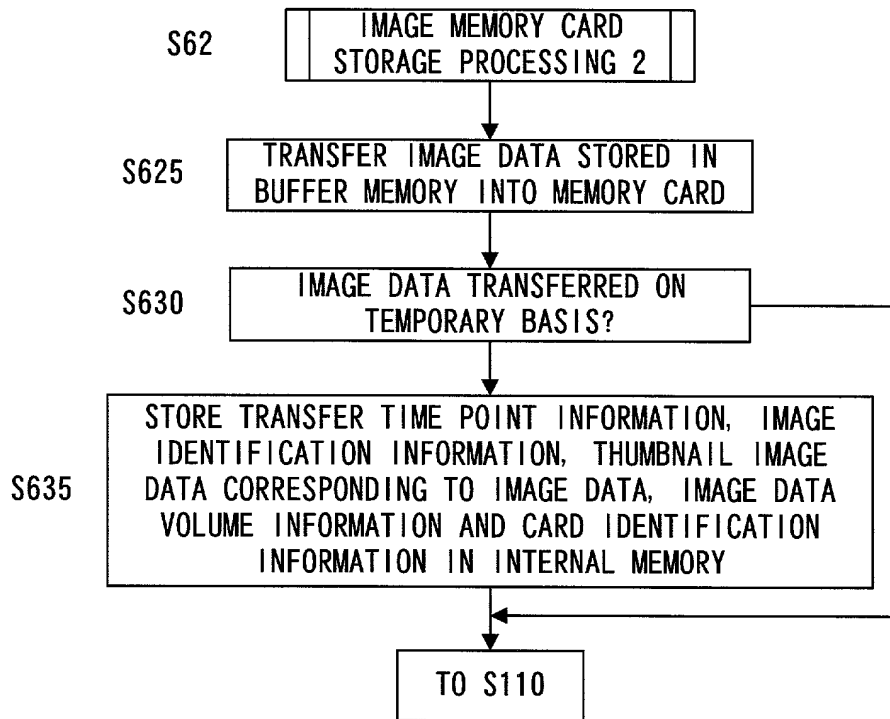 S62
IMAGE MEMORY CARD
STORAGE PROCESSING 2
S625
TRANSFER IMAGE DATA STORED IN
BUFFER MEMORY INTO MEMORY CARD
S630
IMAGE DATA TRANSFERRED ON
TEMPORARY BASIS?
S635
STORE TRANSFER TIME POINT INFORMATION, IMAGE
IDENTIFICATION INFORMATION, THUMBNAIL IMAGE
DATA CORRESPONDING TO IMAGE DATA, IMAGE DATA
VOLUME INFORMATION AND CARD IDENTIFICATION
INFORMATION IN INTERNAL MEMORY
TO S110